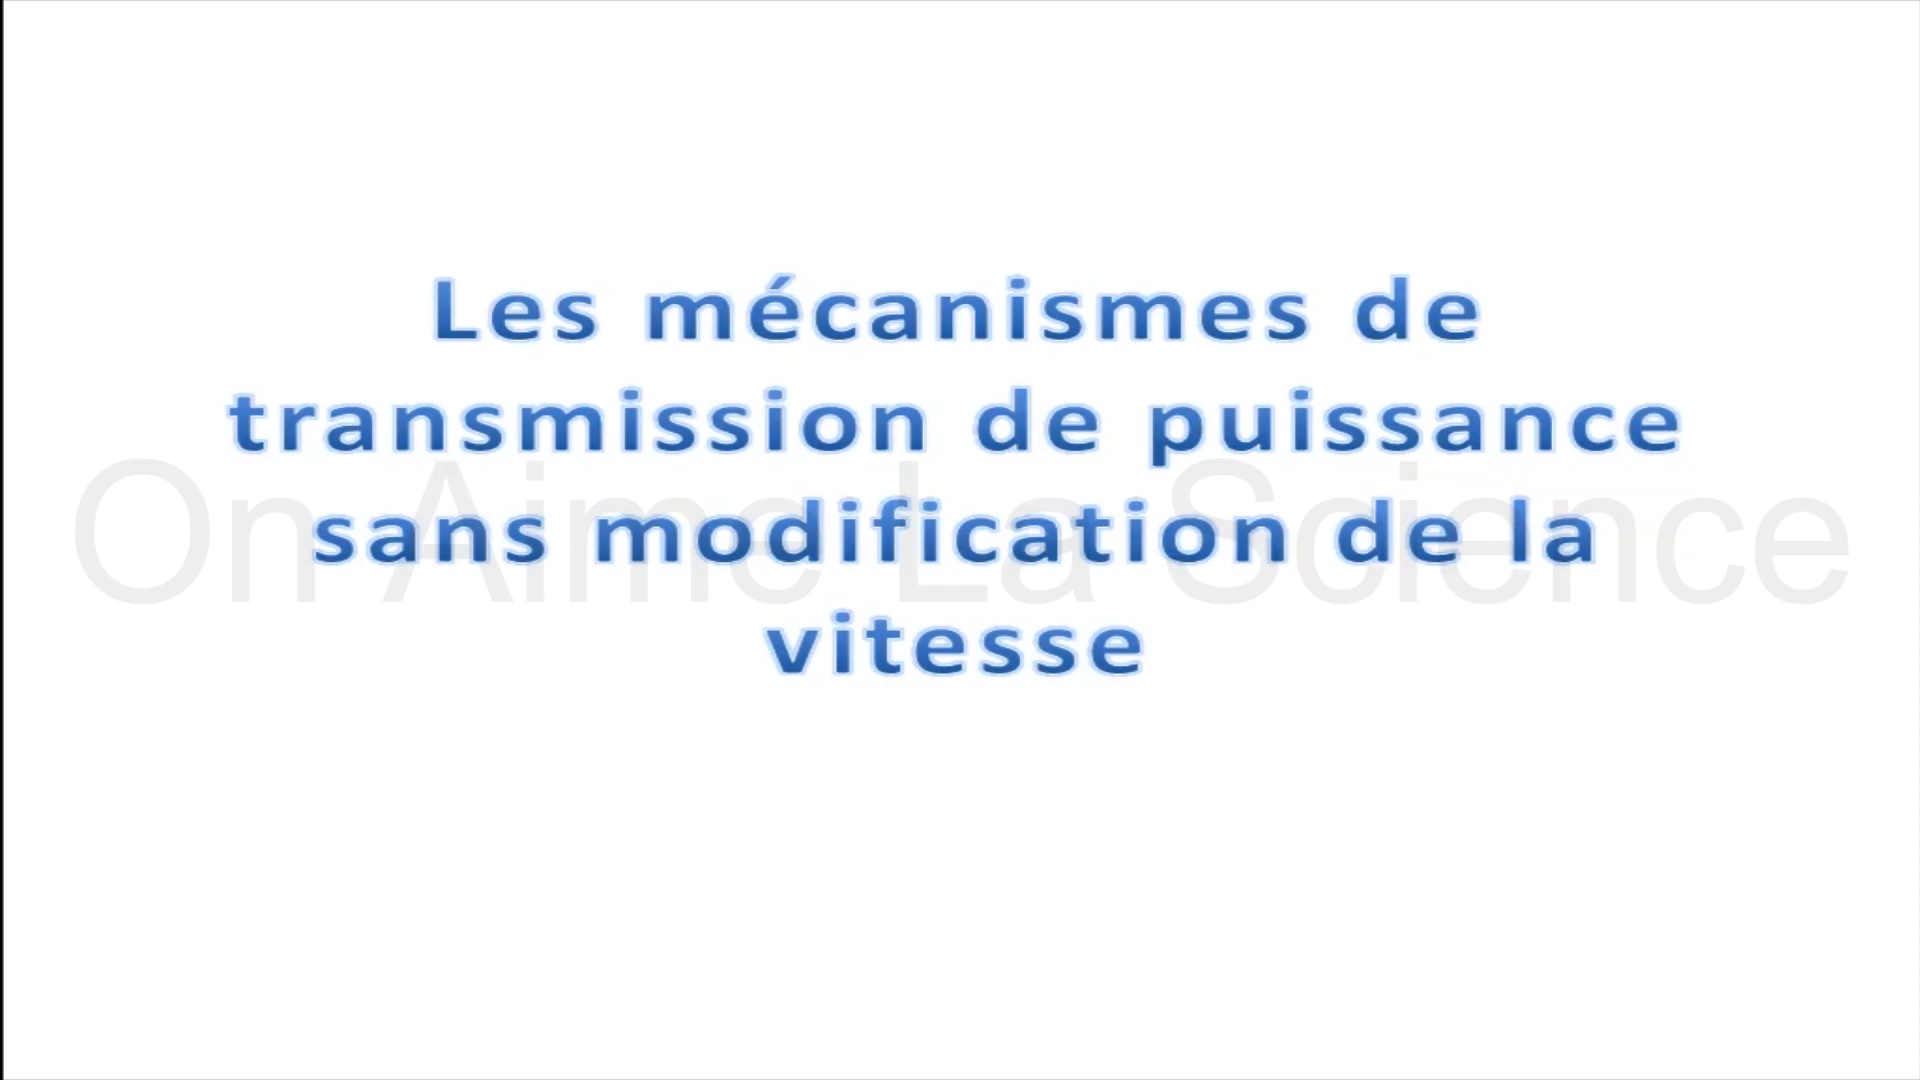 Les mécanismes de
transmission de puissance
sans modification de la
vitesse
On Aime La Science